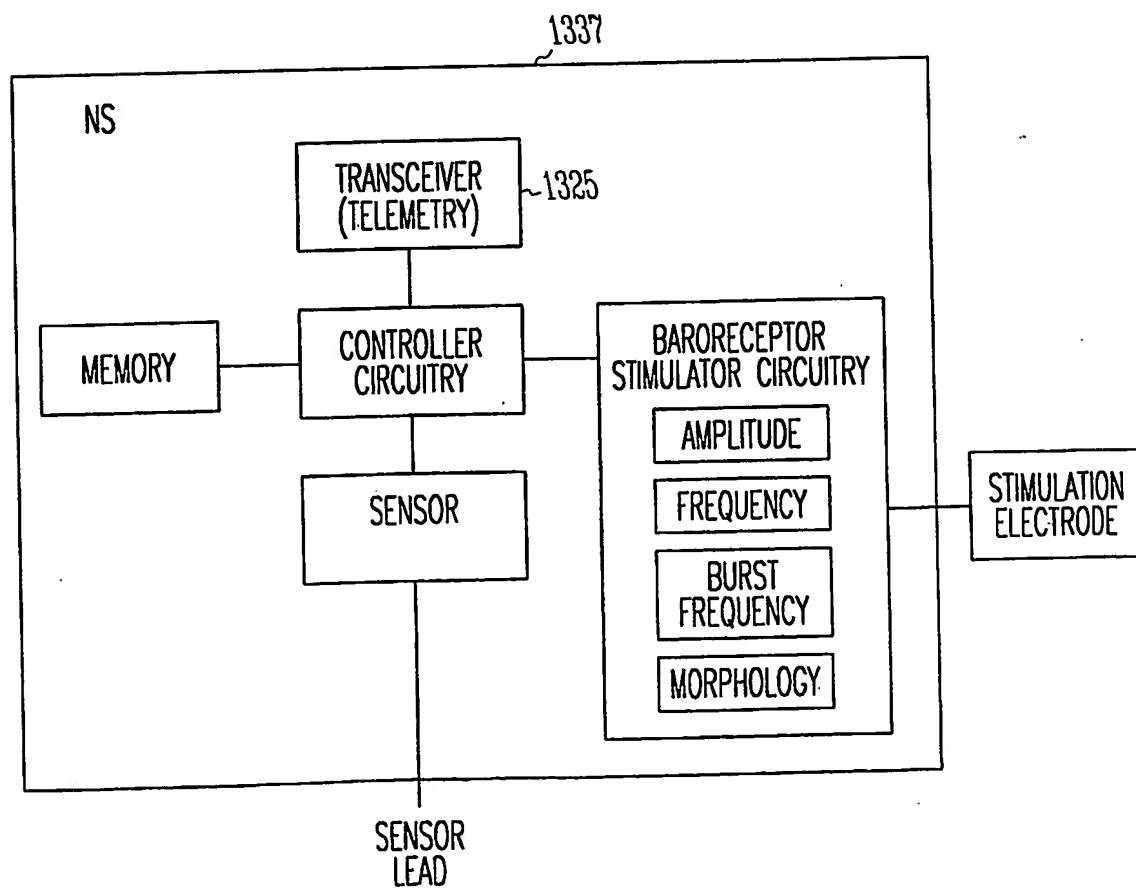 1337
NS
TRANSCEIVER
(TELEMETRY)
1325
MEMORY
CONTROLLER
CIRCUITRY
BARORECEPTOR
STIMULATOR CIRCUITRY
AMPLITUDE
FREQUENCY
BURST
FREQUENCY
MORPHOLOGY
SENSOR
STIMULATION
ELECTRODE
SENSOR
LEAD